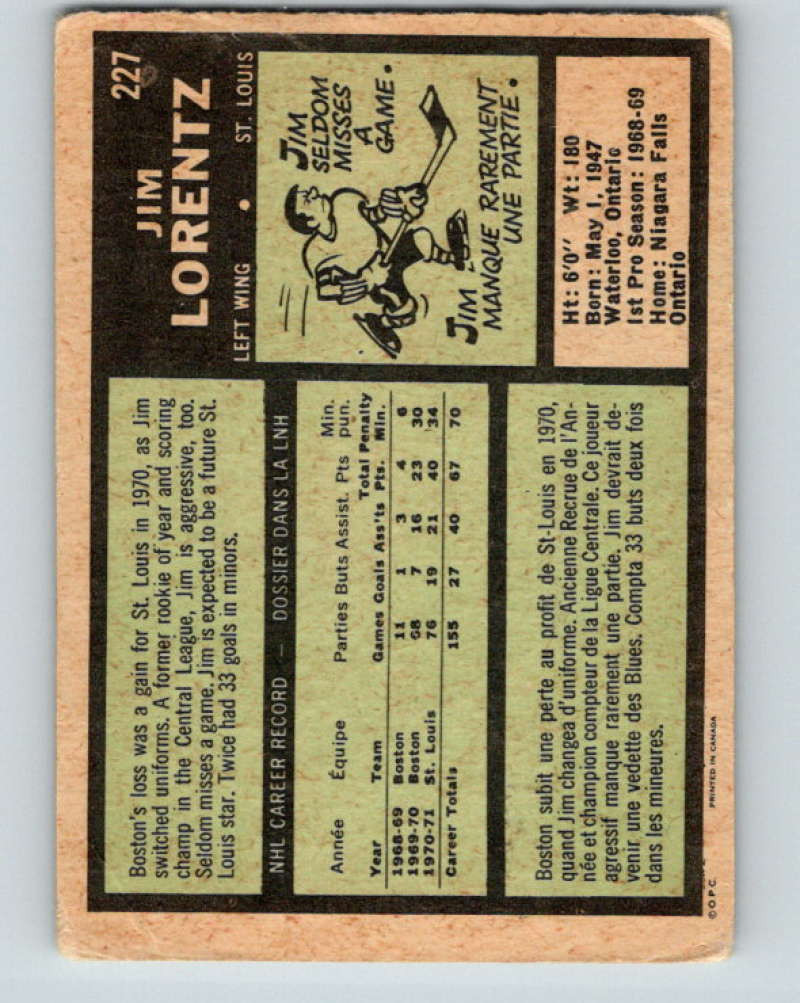 227
JIM
LORENTZ
LEFT WING • ST. LOUIS
Boston's loss was a gain for St. Louis in 1970, as Jim
switched uniforms. A former rookie of year and scoring
champ in the Central League, Jim is aggressive, too.
Seldom misses a game. Jim is expected to be a future St.
Louis star. Twice had 33 goals in minors.
JIM
SELDOM
MISSES
A
GAME.
JIM
MANQUE RAREMENT
UNE PARTIE.
NHL CAREER RECORD — DOSSIER DANS LA LNH
Année Équipe Parties Buts Assist. Pts Min. pun.
Year Team Games Goals Ass'ts Total Pts. Penalty Min.
1968-69 Boston 11 1 3 4 6
1969-70 Boston 68 7 16 23 30
1970-71 St. Louis 76 19 21 40 34
Career Totals 155 27 40 67 70
Ht: 6'0" Wt: 180
Born: May 1, 1947
Waterloo, Ontario
1st Pro Season: 1968-69
Home: Niagara Falls
Ontario
Boston subit une perte au profit de St-Louis en 1970,
quand Jim changea d'uniforme. Ancienne Recrue de l'An-
née et champion compteur de la Ligue Centrale. Ce joueur
agressif manque rarement une partie. Jim devrait de-
venir une vedette des Blues. Compta 33 buts deux fois
dans les mineures.
© O.P.C. PRINTED IN CANADA